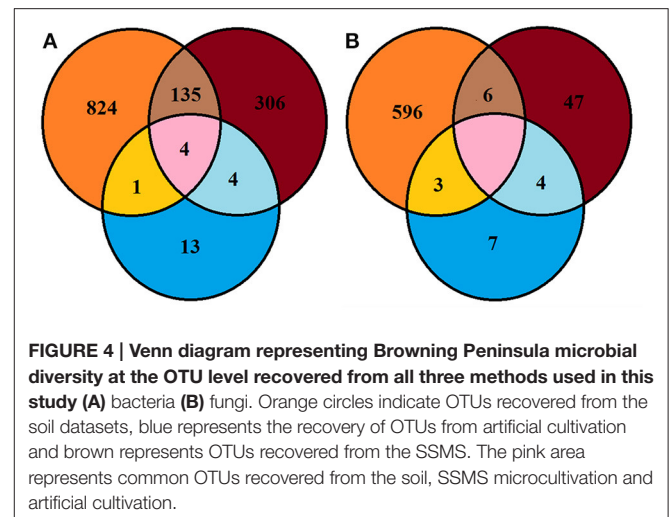 A
B
824
135
306
4
1
4
13
596
6
47
3
4
7
FIGURE 4 | Venn diagram representing Browning Peninsula microbial
diversity at the OTU level recovered from all three methods used in this
study (A) bacteria (B) fungi. Orange circles indicate OTUs recovered from the
soil datasets, blue represents the recovery of OTUs from artificial cultivation
and brown represents OTUs recovered from the SSMS. The pink area
represents common OTUs recovered from the soil, SSMS microcultivation and
artificial cultivation.